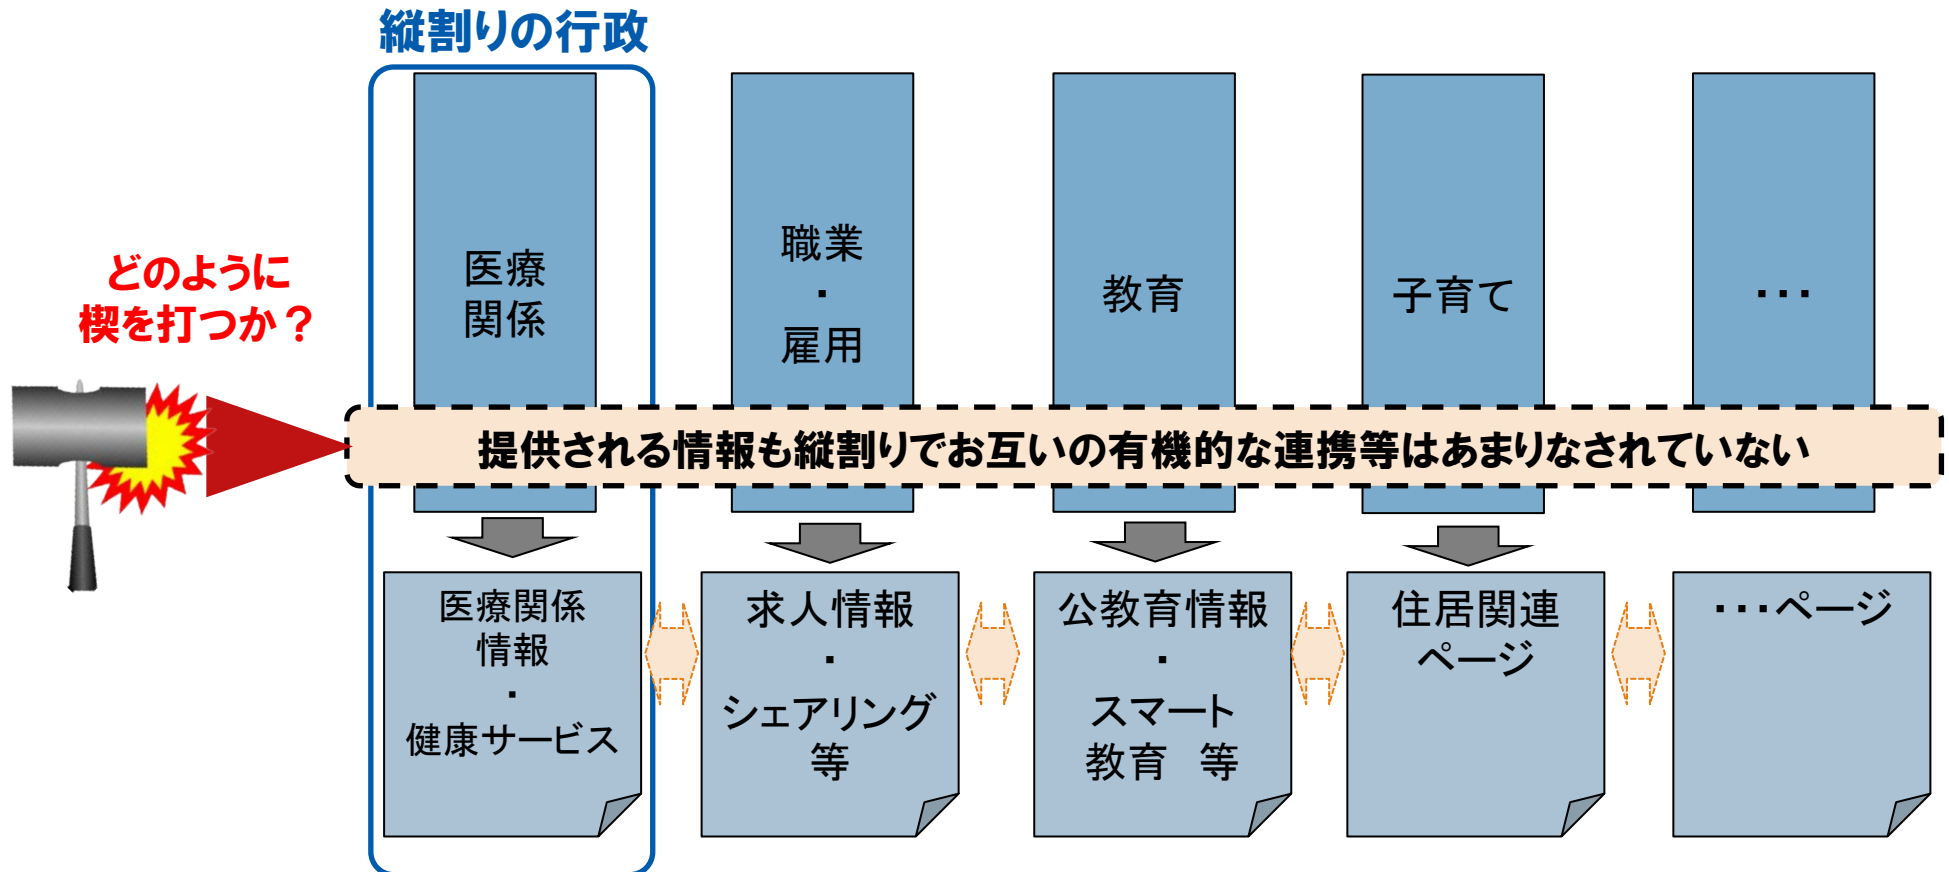 縦割りの行政
医療
関係
職業
・
雇用
教育
子育て
・・・
どのように
楔を打つか？
提供される情報も縦割りでお互いの有機的な連携等はあまりなされていない
医療関係
情報
・
健康サービス
求人情報
・
シェアリング
等
公教育情報
・
スマート
教育　等
住居関連
ページ
・・・ページ